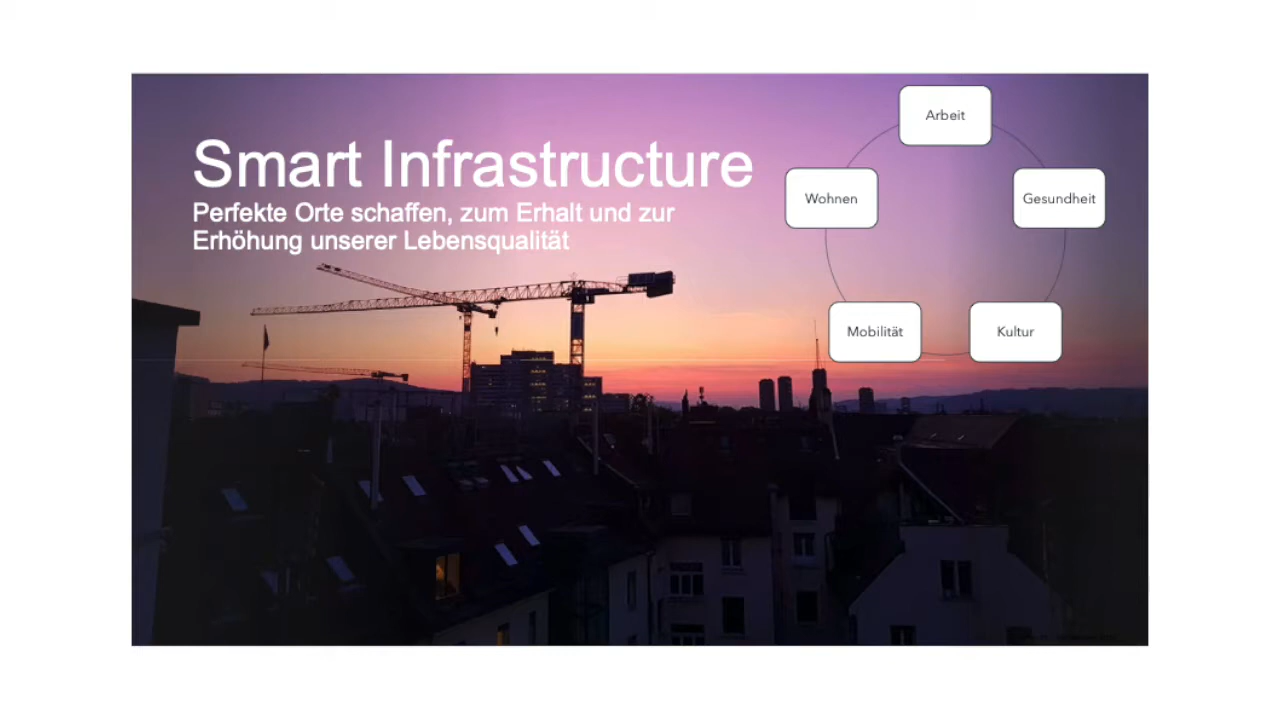 Smart Infrastructure
Perfekte Orte schaffen, zum Erhalt und zur
Erhöhung unserer Lebensqualität
Arbeit
Wohnen
Gesundheit
Mobilität
Kultur